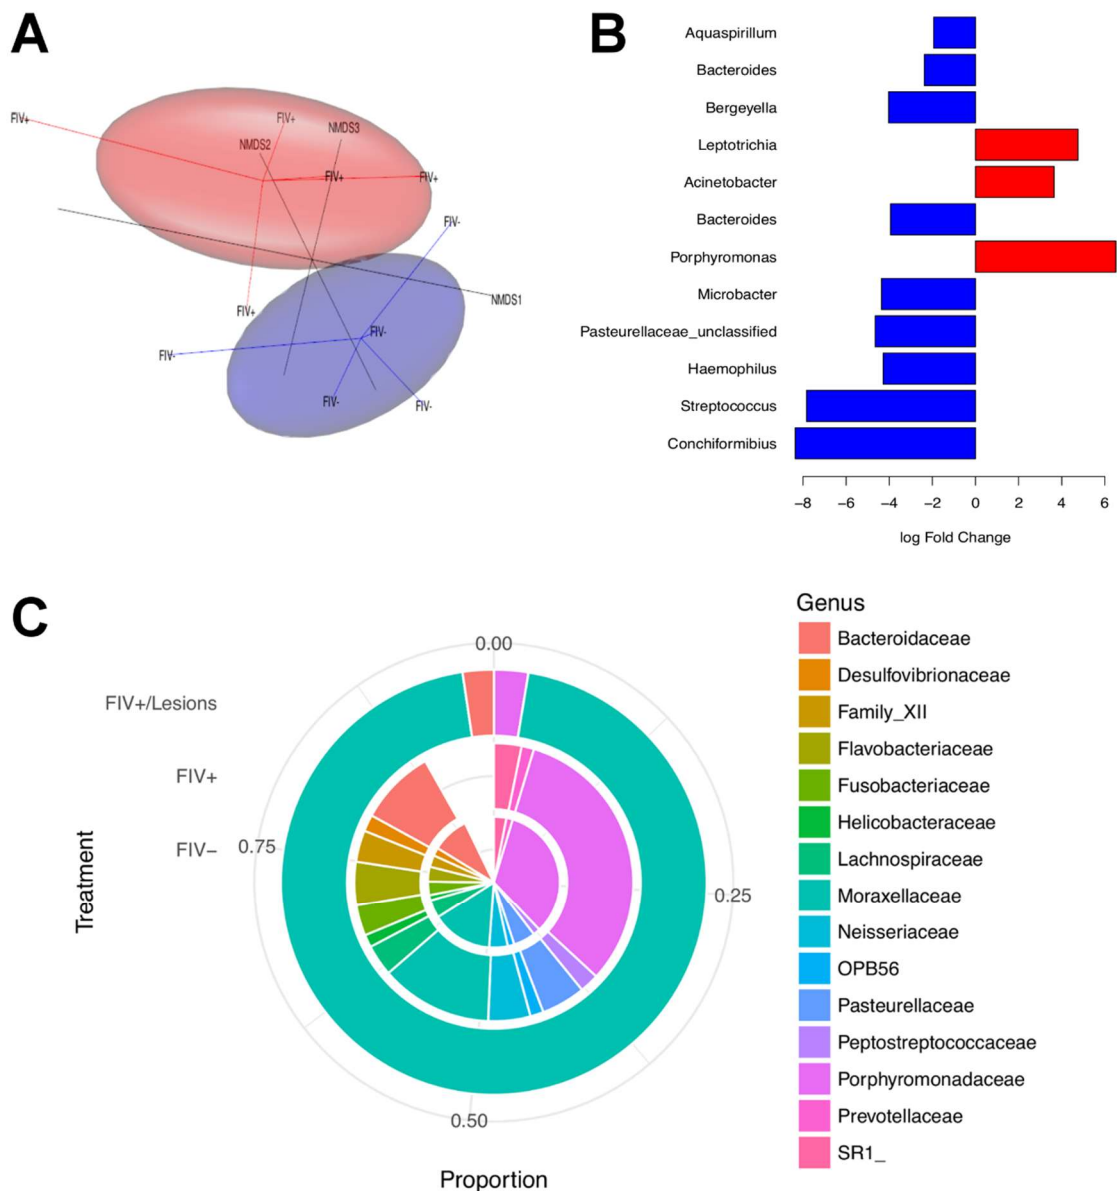 A
FIV+
FIV+
NMDS3
NMDS2
FIV+
FIV+
FIV-
NMDS1
FIV+
FIV-
FIV-
FIV-
FIV-
B
Aquaspirillum
Bacteroides
Bergeyella
Leptotrichia
Acinetobacter
Bacteroides
Porphyromonas
Microbacter
Pasteurellaceae_unclassified
Haemophilus
Streptococcus
Conchiformibius
−8 −6 −4 −2 0 2 4 6
log Fold Change
C
0.00
FIV+/Lesions
FIV+
FIV−
0.75
0.25
0.50
Treatment
Proportion
Genus
Bacteroidaceae
Desulfovibrionaceae
Family_XII
Flavobacteriaceae
Fusobacteriaceae
Helicobacteraceae
Lachnospiraceae
Moraxellaceae
Neisseriaceae
OPB56
Pasteurellaceae
Peptostreptococcaceae
Porphyromonadaceae
Prevotellaceae
SR1_